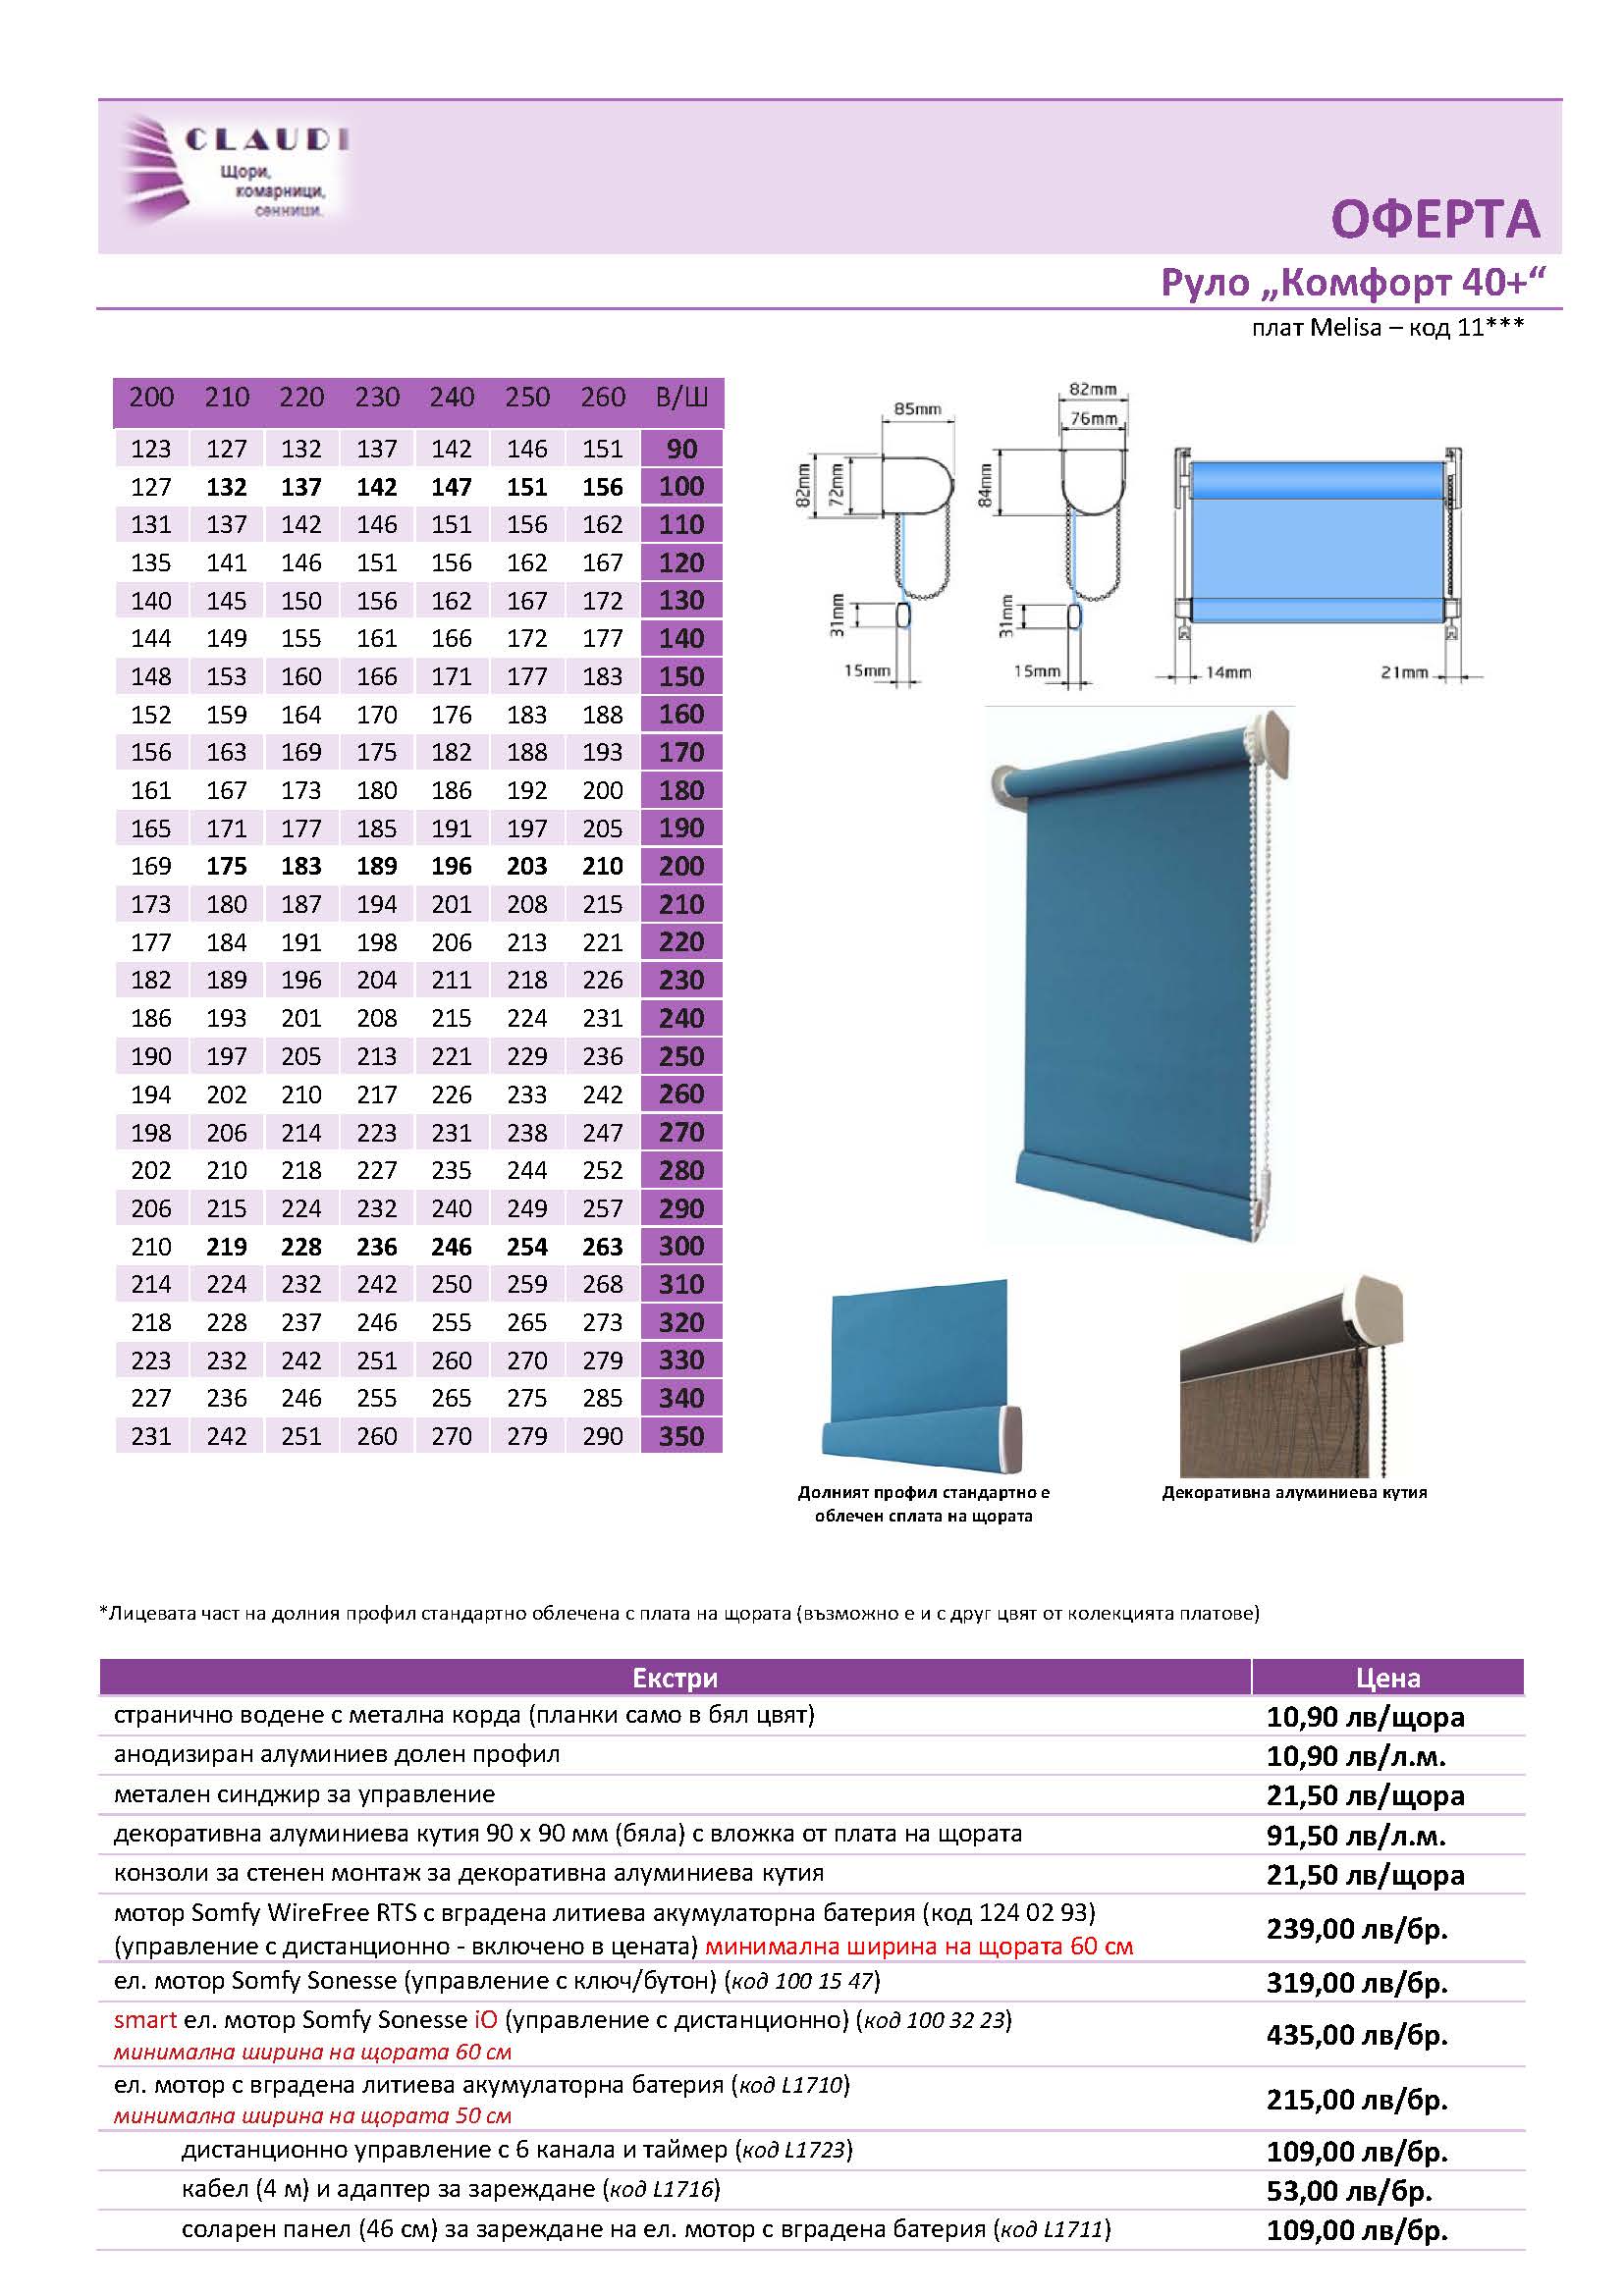 CLAUDI
Щори,
комарници,
сенници.
ОФЕРТА
Руло „Комфорт 40+“
плат Melisa – код 11***
200 210 220 230 240 250 260 В/Ш
123 127 132 137 142 146 151 90
127 132 137 142 147 151 156 100
131 137 142 146 151 156 162 110
135 141 146 151 156 162 167 120
140 145 150 156 162 167 172 130
144 149 155 161 166 172 177 140
148 153 160 166 171 177 183 150
152 159 164 170 176 183 188 160
156 163 169 175 182 188 193 170
161 167 173 180 186 192 200 180
165 171 177 185 191 197 205 190
169 175 183 189 196 203 210 200
173 180 187 194 201 208 215 210
177 184 191 198 206 213 221 220
182 189 196 204 211 218 226 230
186 193 201 208 215 224 231 240
190 197 205 213 221 229 236 250
194 202 210 217 226 233 242 260
198 206 214 223 231 238 247 270
202 210 218 227 235 244 252 280
206 215 224 232 240 249 257 290
210 219 228 236 246 254 263 300
214 224 232 242 250 259 268 310
218 228 237 246 255 265 273 320
223 232 242 251 260 270 279 330
227 236 246 255 265 275 285 340
231 242 251 260 270 279 290 350
85mm
82mm
72mm
31mm
15mm
82mm
76mm
84mm
31mm
15mm
14mm
21mm
Долният профил стандартно е
облечен сплата на щората
Декоративна алуминиева кутия
*Лицевата част на долния профил стандартно облечена с плата на щората (възможно е и с друг цвят от колекцията платове)
Екстри Цена
странично водене с метална корда (планки само в бял цвят) 10,90 лв/щора
анодизиран алуминиев долен профил 10,90 лв/л.м.
метален синджир за управление 21,50 лв/щора
декоративна алуминиева кутия 90 х 90 мм (бяла) с вложка от плата на щората 91,50 лв/л.м.
конзоли за стенен монтаж за декоративна алуминиева кутия 21,50 лв/щора
мотор Somfy WireFree RTS с вградена литиева акумулаторна батерия (код 124 02 93)
(управление с дистанционно - включено в цената) минимална ширина на щората 60 см 239,00 лв/бр.
ел. мотор Somfy Sonesse (управление с ключ/бутон) (код 100 15 47) 319,00 лв/бр.
smart ел. мотор Somfy Sonesse iO (управление с дистанционно) (код 100 32 23)
минимална ширина на щората 60 см 435,00 лв/бр.
ел. мотор с вградена литиева акумулаторна батерия (код L1710)
минимална ширина на щората 50 см 215,00 лв/бр.
дистанционно управление с 6 канала и таймер (код L1723) 109,00 лв/бр.
кабел (4 м) и адаптер за зареждане (код L1716) 53,00 лв/бр.
соларен панел (46 см) за зареждане на ел. мотор с вградена батерия (код L1711) 109,00 лв/бр.